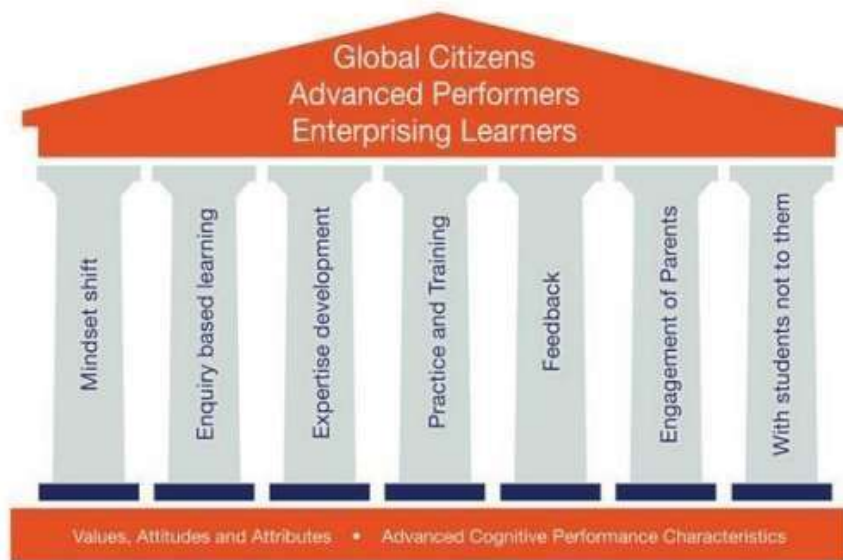 Global Citizens
Advanced Performers
Enterprising Learners
Mindset shift
Enquiry based learning
Expertise development
Practice and Training
Feedback
Engagement of Parents
With students not to them
Values, Attitudes and Attributes • Advanced Cognitive Performance Characteristics